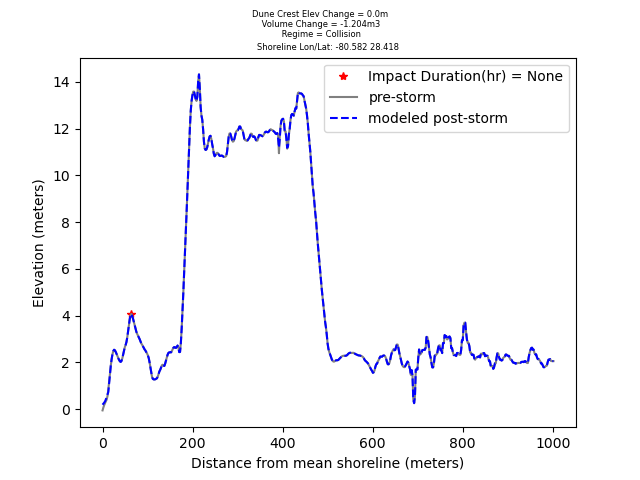 Dune Crest Elev Change = 0.0m
Volume Change = -1.204m3
Regime = Collision
Shoreline Lon/Lat: -80.582 28.418
Impact Duration(hr) = None
pre-storm
modeled post-storm
14
12
10
8
6
4
2
0
Elevation (meters)
0 200 400 600 800 1000
Distance from mean shoreline (meters)